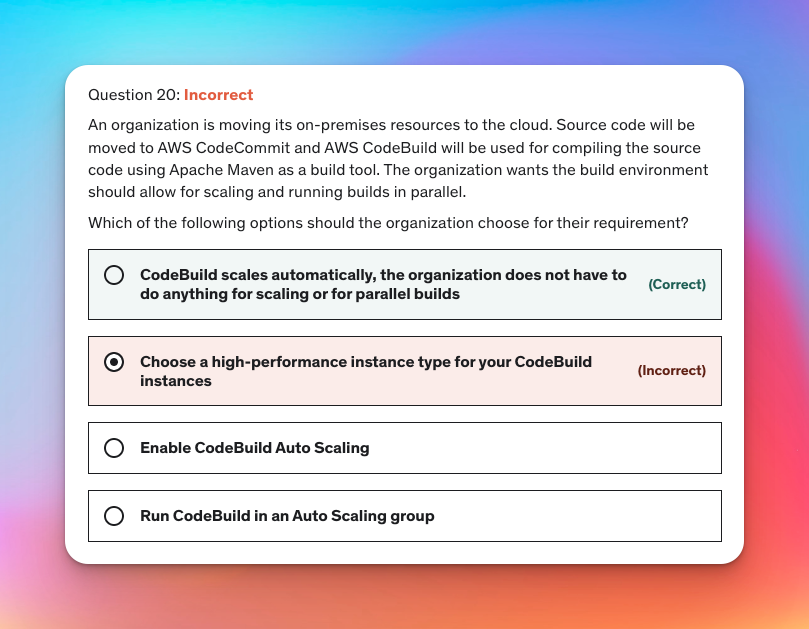 Question 20: Incorrect
An organization is moving its on-premises resources to the cloud. Source code will be
moved to AWS CodeCommit and AWS CodeBuild will be used for compiling the source
code using Apache Maven as a build tool. The organization wants the build environment
should allow for scaling and running builds in parallel.
Which of the following options should the organization choose for their requirement?
CodeBuild scales automatically, the organization does not have to
do anything for scaling or for parallel builds
(Correct)
Choose a high-performance instance type for your CodeBuild
instances
(Incorrect)
Enable CodeBuild Auto Scaling
Run CodeBuild in an Auto Scaling group